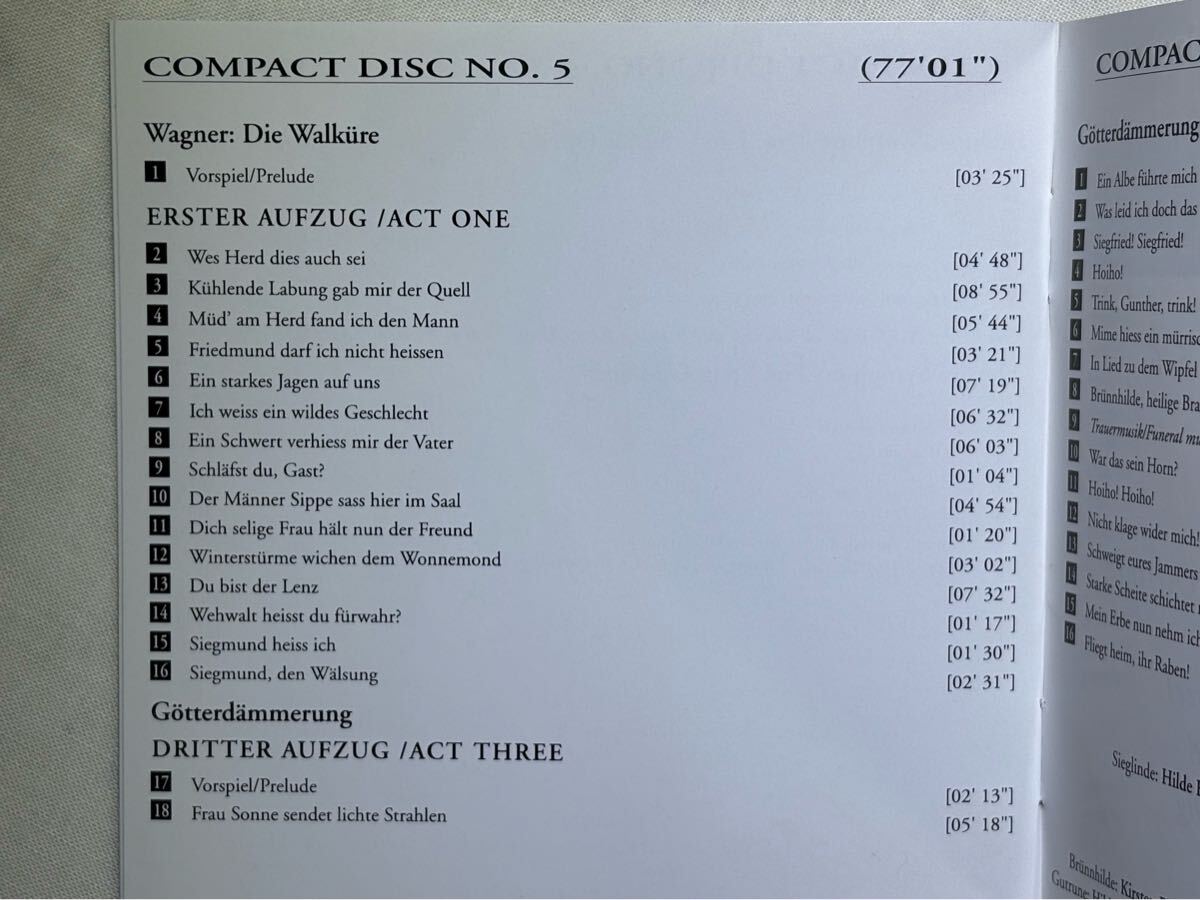 COMPACT DISC NO. 5 (77'01")
Wagner: Die Walküre
1 Vorspiel/Prelude [03' 25"]
ERSTER AUFZUG /ACT ONE
2 Wes Herd dies auch sei [04' 48"]
3 Kühlende Labung gab mir der Quell [08' 55"]
4 Müd' am Herd fand ich den Mann [05' 44"]
5 Friedmund darf ich nicht heissen [03' 21"]
6 Ein starkes Jagen auf uns [07' 19"]
7 Ich weiss ein wildes Geschlecht [06' 32"]
8 Ein Schwert verhiess mir der Vater [06' 03"]
9 Schläfst du, Gast? [01' 04"]
10 Der Männer Sippe sass hier im Saal [04' 54"]
11 Dich selige Frau hält nun der Freund [01' 20"]
12 Winterstürme wichen dem Wonnemond [03' 02"]
13 Du bist der Lenz [07' 32"]
14 Wehwalt heisst du fürwahr? [01' 17"]
15 Siegmund heiss ich [01' 30"]
16 Siegmund, den Wälsung [02' 31"]
Götterdämmerung
DRITTER AUFZUG /ACT THREE
17 Vorspiel/Prelude [02' 13"]
18 Frau Sonne sendet lichte Strahlen [05' 18"]
Götterdämmerung
1 Ein Albe führte mich
2 Was leid ich doch das
3 Siegfried! Siegfried!
4 Hoiho!
5 Trink, Gunther, trink!
6 Mime hiess ein
7 In Lied zu dem Wipfel
8 Brünnhilde, heilige
9 Trauermusik/Funeral
10 War das sein Horn?
11 Hoiho! Hoiho!
12 Nicht klage wider mich!
13 Schweigt eures Jammers
14 Starke Scheite schichtet
15 Mein Erbe nun nehm ich
16 Fliegt heim, ihr Raben!
Sieglinde: Hilde
Brünnhilde:
Gutrune: